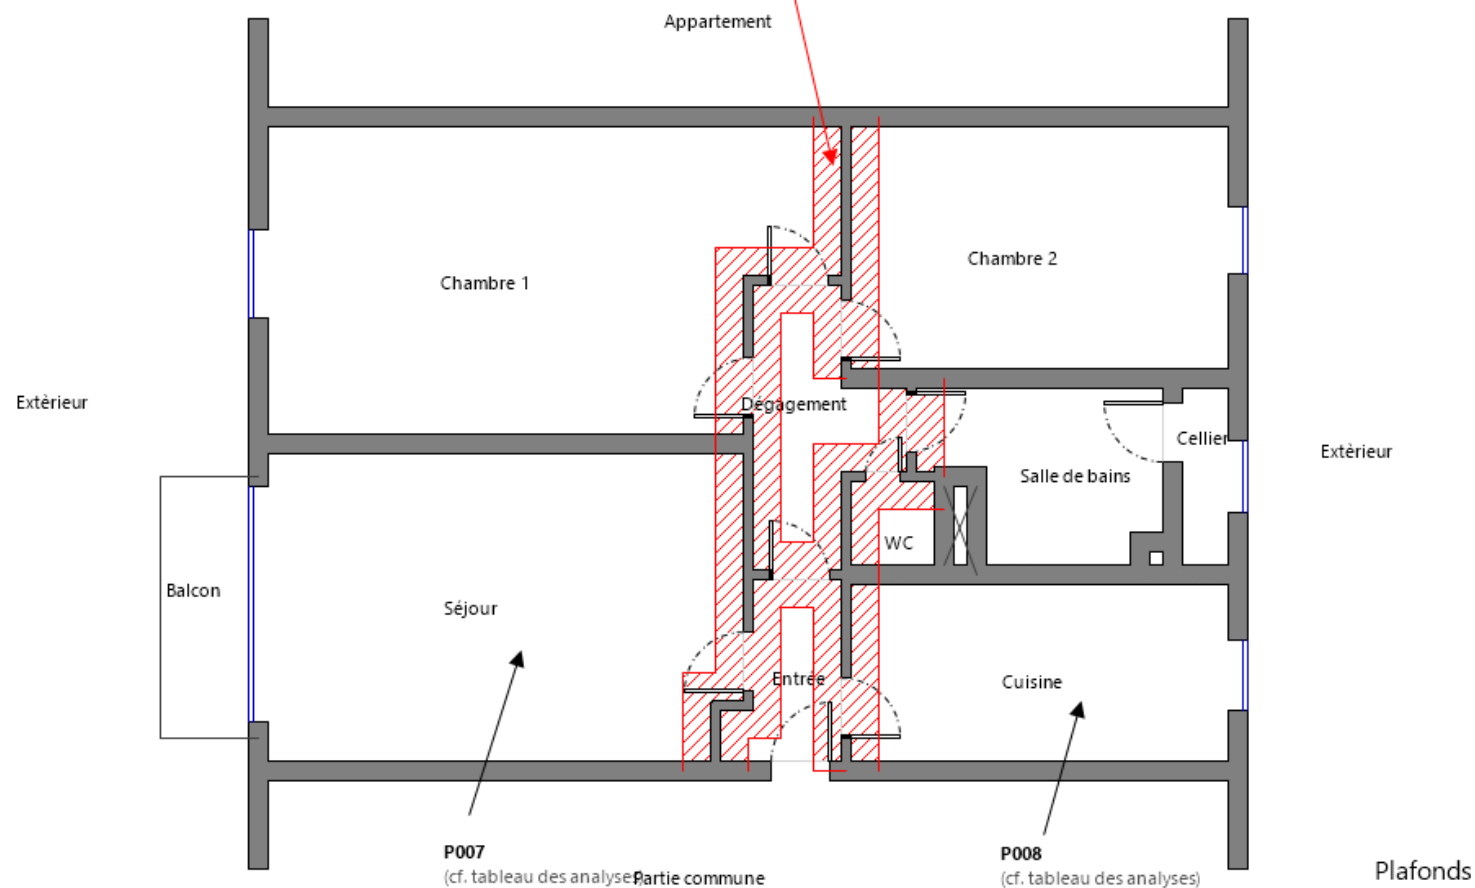 Appartement
Chambre 2
Chambre 1
Extèrieur
Dégagement
Cellier
Extèrieur
Salle de bains
WC
Balcon
Séjour
Entrée
Cuisine
P007
(cf. tableau des analyses)
Partie commune
P008
(cf. tableau des analyses)
Plafonds